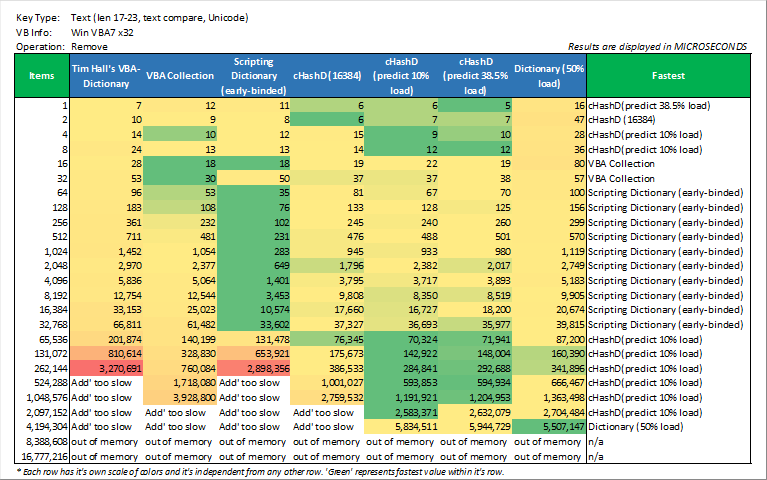 Key Type: Text (len 17-23, text compare, Unicode)
VB Info: Win VBA7 x32
Operation: Remove
Results are displayed in MICROSECONDS
Items Tim Hall's VBA-Dictionary VBA Collection Scripting Dictionary (early-binded) cHashD (16384) cHashD (predict 10% load) cHashD (predict 38.5% load) Dictionary (50% load) Fastest
1 7 12 11 6 6 5 16 cHashD(predict 38.5% load)
2 10 9 8 6 7 7 47 cHashD (16384)
4 14 10 12 15 9 10 28 cHashD(predict 10% load)
8 24 13 13 14 12 12 36 cHashD(predict 10% load)
16 28 18 18 19 22 19 80 VBA Collection
32 53 30 50 37 37 38 57 VBA Collection
64 96 53 35 81 67 70 100 Scripting Dictionary (early-binded)
128 183 108 76 133 128 125 156 Scripting Dictionary (early-binded)
256 361 232 102 245 240 260 299 Scripting Dictionary (early-binded)
512 711 481 231 476 488 501 570 Scripting Dictionary (early-binded)
1,024 1,452 1,054 283 945 933 980 1,119 Scripting Dictionary (early-binded)
2,048 2,970 2,377 649 1,796 2,382 2,017 2,749 Scripting Dictionary (early-binded)
4,096 5,836 5,064 1,401 3,795 3,717 3,893 5,183 Scripting Dictionary (early-binded)
8,192 12,754 12,544 3,453 9,808 8,350 8,519 9,905 Scripting Dictionary (early-binded)
16,384 33,153 25,023 10,574 17,660 16,727 18,200 20,674 Scripting Dictionary (early-binded)
32,768 66,811 61,482 33,602 37,327 36,693 35,977 39,815 Scripting Dictionary (early-binded)
65,536 201,874 140,199 131,478 76,345 70,324 71,941 87,200 cHashD(predict 10% load)
131,072 810,614 328,830 653,921 175,673 142,922 148,004 160,390 cHashD(predict 10% load)
262,144 3,270,691 760,084 2,898,356 386,533 284,841 292,688 341,896 cHashD(predict 10% load)
524,288 Add' too slow 1,718,080 Add' too slow 1,001,027 593,853 594,934 666,467 cHashD(predict 10% load)
1,048,576 Add' too slow 3,928,800 Add' too slow 2,759,532 1,191,921 1,204,953 1,363,498 cHashD(predict 10% load)
2,097,152 Add' too slow Add' too slow Add' too slow Add' too slow 2,583,371 2,632,079 2,704,484 cHashD(predict 10% load)
4,194,304 Add' too slow Add' too slow Add' too slow Add' too slow 5,834,511 5,944,729 5,507,147 Dictionary (50% load)
8,388,608 out of memory out of memory out of memory out of memory out of memory out of memory out of memory n/a
16,777,216 out of memory out of memory out of memory out of memory out of memory out of memory out of memory n/a
* Each row has it's own scale of colors and it's independent from any other row. 'Green' represents fastest value within it's row.